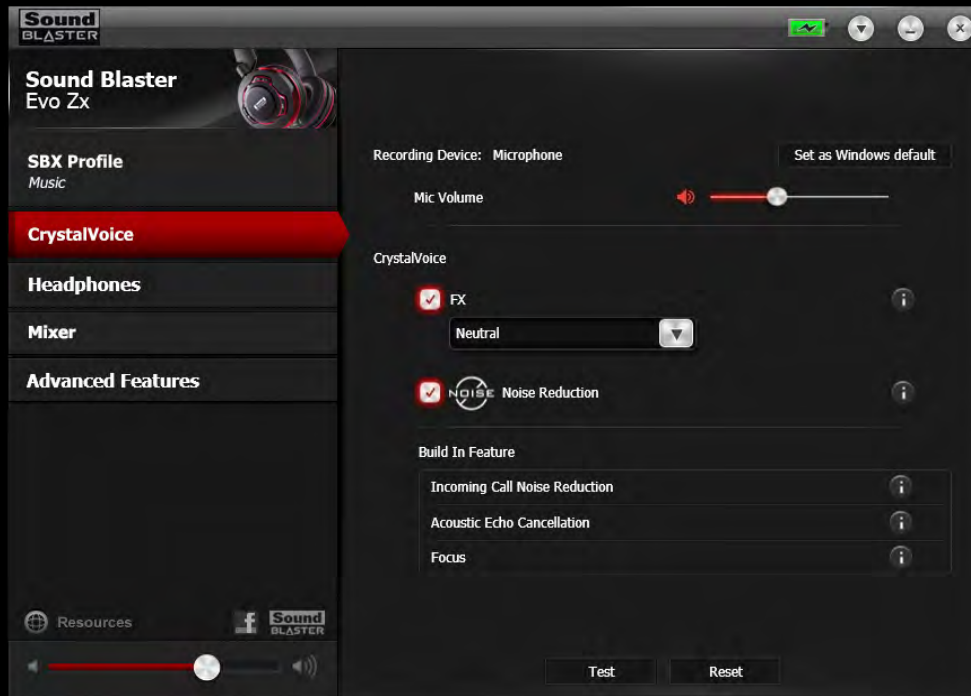 Sound
BLASTER
Sound Blaster
Evo Zx
SBX Profile
Music
CrystalVoice
Headphones
Mixer
Advanced Features
Resources
f
Sound
BLASTER
Recording Device: Microphone
Set as Windows default
Mic Volume
CrystalVoice
FX
i
Neutral
NOISE Noise Reduction
i
Build In Feature
Incoming Call Noise Reduction
i
Acoustic Echo Cancellation
i
Focus
i
Test
Reset